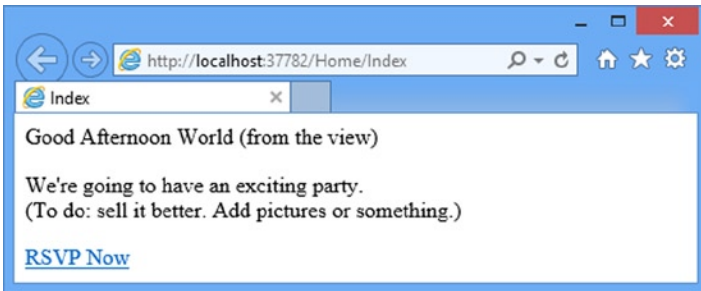 http://localhost:37782/Home/Index
Index
Good Afternoon World (from the view)
We're going to have an exciting party.
(To do: sell it better. Add pictures or something.)
RSVP Now